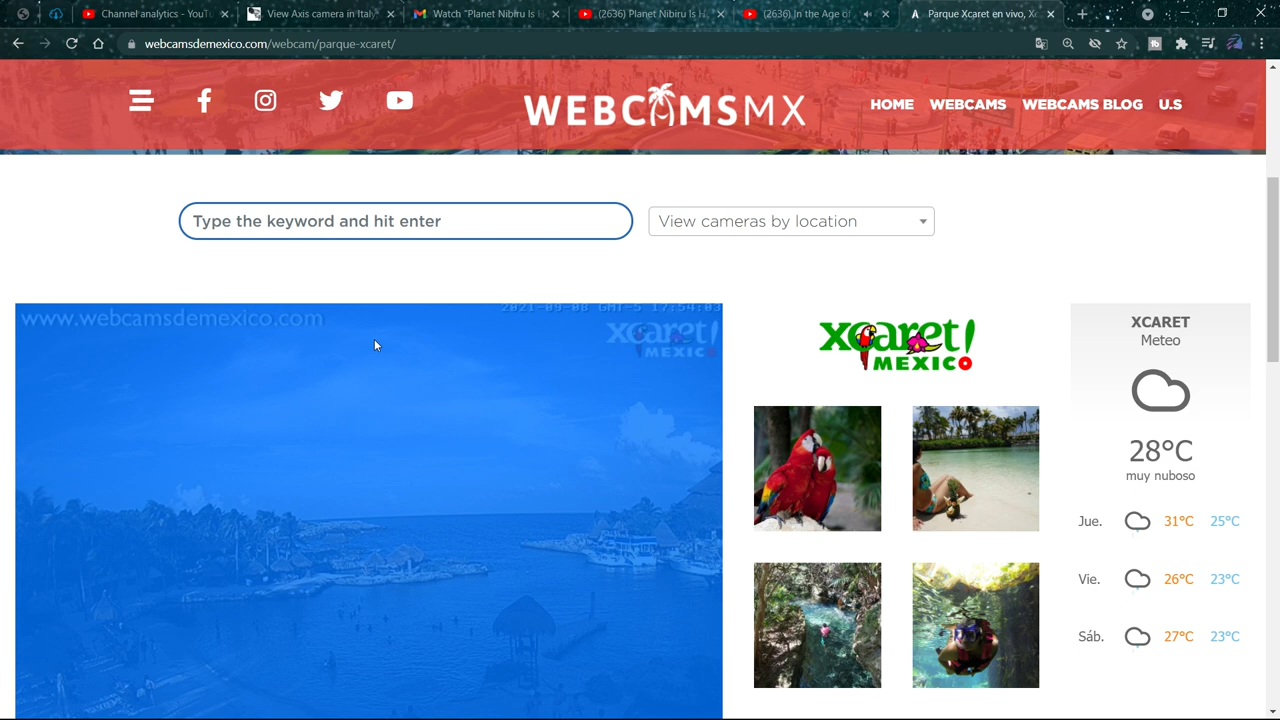 Channel analytics - YouT
View Axis camera in Italy
Watch "Planet Nibiru Is
(2636) Planet Nibiru Is H
(2636) In the Age of
Parque Xcaret en vivo, Xc
webcamsdemexico.com/webcam/parque-xcaret/
WEBCAMSMX
HOME WEBCAMS WEBCAMS BLOG U.S
Type the keyword and hit enter
View cameras by location
2021-09-08 GMT-5 17:54:03
www.webcamsdemexico.com
xcaret!
MEXICO
xcaret!
MEXICO
XCARET
Meteo
28°C
muy nuboso
Jue. 31°C 25°C
Vie. 26°C 23°C
Sáb. 27°C 23°C